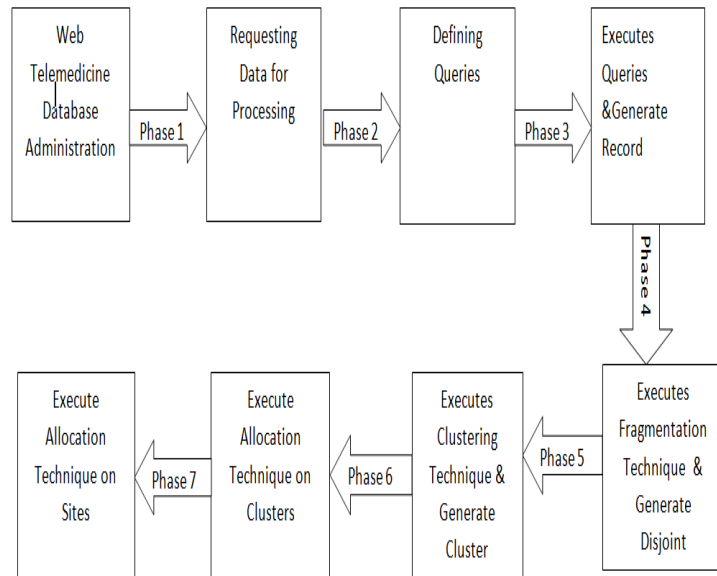 Web
Telemedicine
Database
Administration
Phase 1
Requesting
Data for
Processing
Phase 2
Defining
Queries
Phase 3
Executes
Queries
&Generate
Record
Phase 4
Executes
Fragmentation
Technique &
Generate
Disjoint
Phase 5
Executes
Clustering
Technique &
Generate
Cluster
Phase 6
Execute
Allocation
Technique on
Clusters
Phase 7
Execute
Allocation
Technique on
Sites